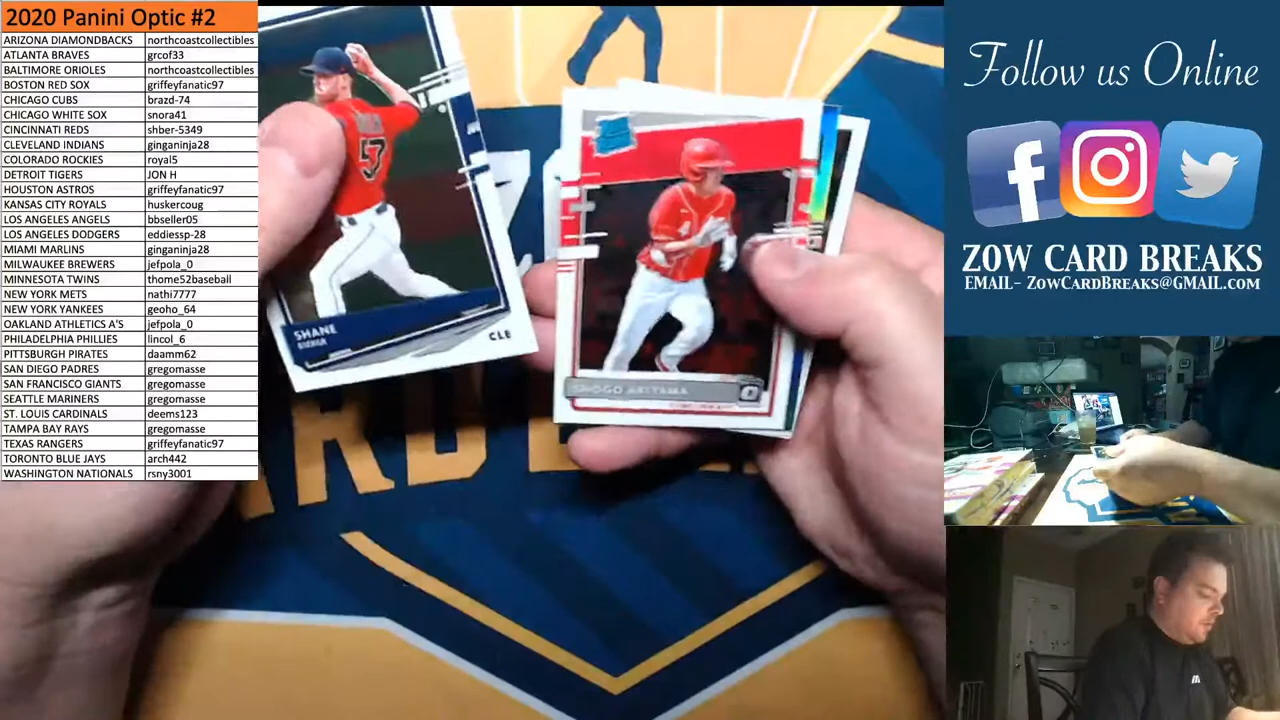 2020 Panini Optic #2
ARIZONA DIAMONDBACKS northcoastcollectibles
ATLANTA BRAVES grcof33
BALTIMORE ORIOLES northcoastcollectibles
BOSTON RED SOX griffeyfanatic97
CHICAGO CUBS brazd-74
CHICAGO WHITE SOX snora41
CINCINNATI REDS shber-5349
CLEVELAND INDIANS ginganinja28
COLORADO ROCKIES royal5
DETROIT TIGERS JON H
HOUSTON ASTROS griffeyfanatic97
KANSAS CITY ROYALS huskercoug
LOS ANGELES ANGELS bbseller05
LOS ANGELES DODGERS eddiessp-28
MIAMI MARLINS ginganinja28
MILWAUKEE BREWERS jefpola_0
MINNESOTA TWINS thome52baseball
NEW YORK METS nathi7777
NEW YORK YANKEES geoho_64
OAKLAND ATHLETICS A'S jefpola_0
PHILADELPHIA PHILLIES lincol_6
PITTSBURGH PIRATES daamm62
SAN DIEGO PADRES gregomasse
SAN FRANCISCO GIANTS gregomasse
SEATTLE MARINERS gregomasse
ST. LOUIS CARDINALS deems123
TAMPA BAY RAYS gregomasse
TEXAS RANGERS griffeyfanatic97
TORONTO BLUE JAYS arch442
WASHINGTON NATIONALS rsny3001
57
SHANE
BIEBER
CLE
SHOGO AKIYAMA
Follow us Online
ZOW CARD BREAKS
EMAIL- ZOWCARDBREAKS@GMAIL.COM